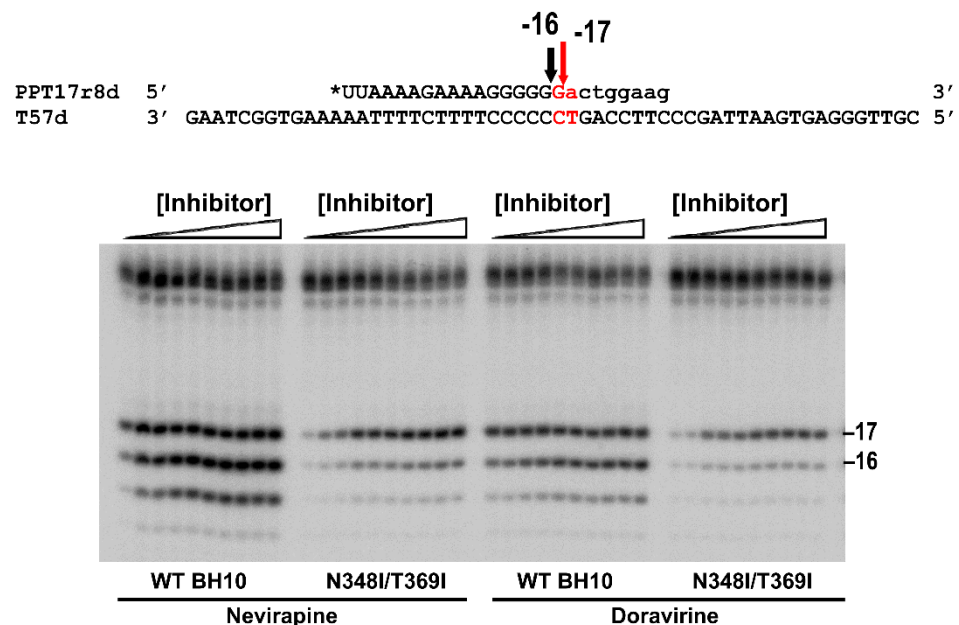 -16
-17
PPT17r8d 5′ *UUAAAAGAAAAGGGGGGactggaag 3′
T57d 3′ GAATCGGTGAAAAATTTTCTTTTCCCCCCTGACCTTCCCGATTAAGTGAGGGTTGC 5′
[Inhibitor] [Inhibitor] [Inhibitor] [Inhibitor]
-17
-16
WT BH10 N348I/T369I WT BH10 N348I/T369I
Nevirapine Doravirine